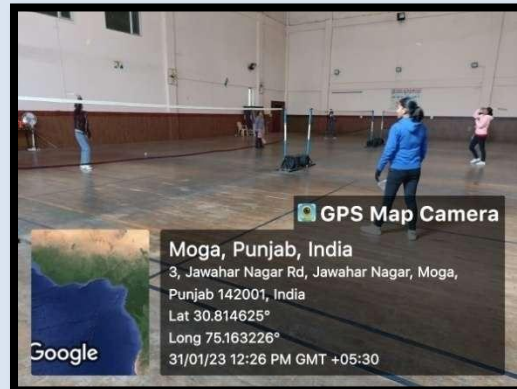 GPS Map Camera
Moga, Punjab, India
3, Jawahar Nagar Rd, Jawahar Nagar, Moga,
Punjab 142001, India
Lat 30.814625°
Long 75.163226°
31/01/23 12:26 PM GMT +05:30
Google